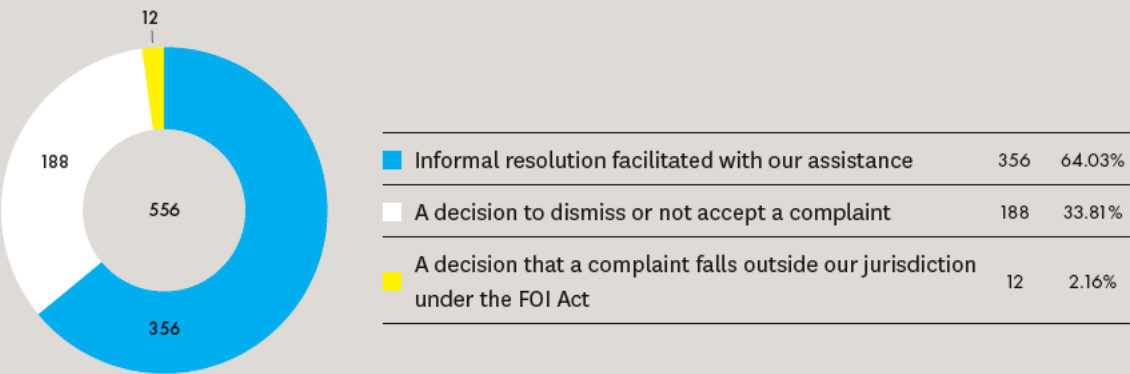 12
188
556
356
Informal resolution facilitated with our assistance 356 64.03%
A decision to dismiss or not accept a complaint 188 33.81%
A decision that a complaint falls outside our jurisdiction
under the FOI Act 12 2.16%